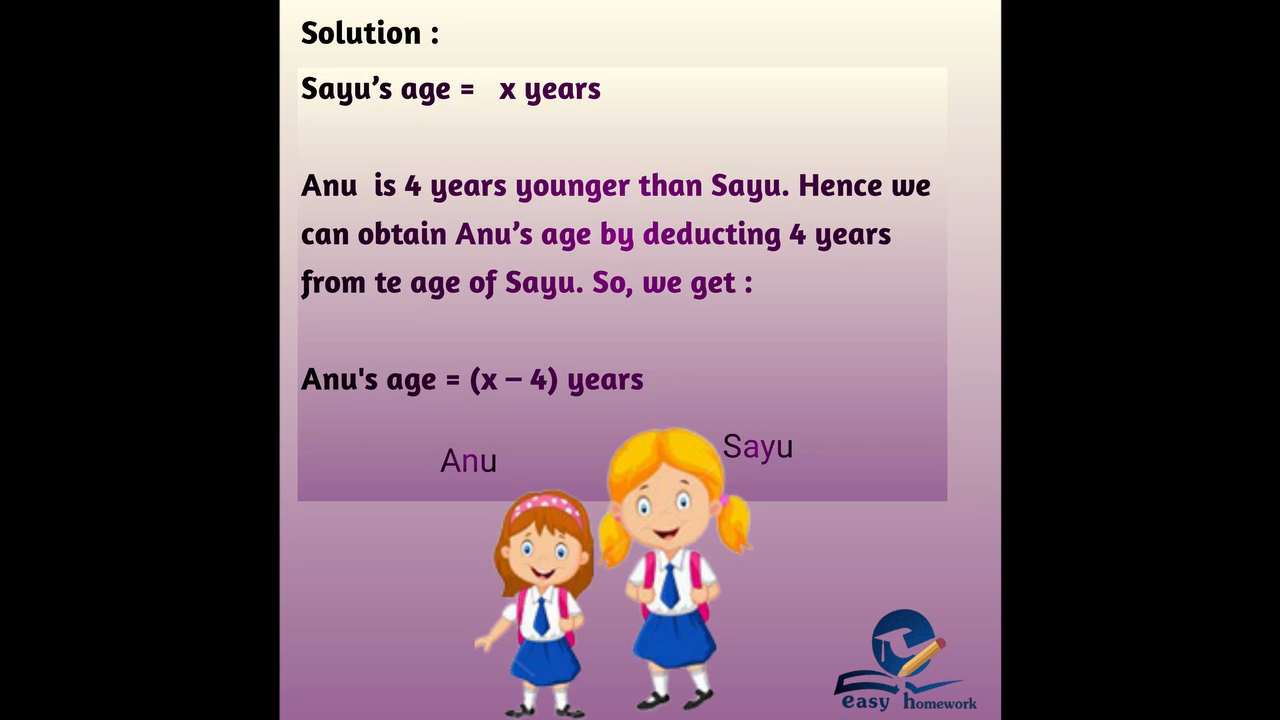 Solution :
Sayu’s age =   x years
Anu  is 4 years younger than Sayu. Hence we
can obtain Anu’s age by deducting 4 years
from te age of Sayu. So, we get :
Anu's age = (x – 4) years
Anu
Sayu
easy homework